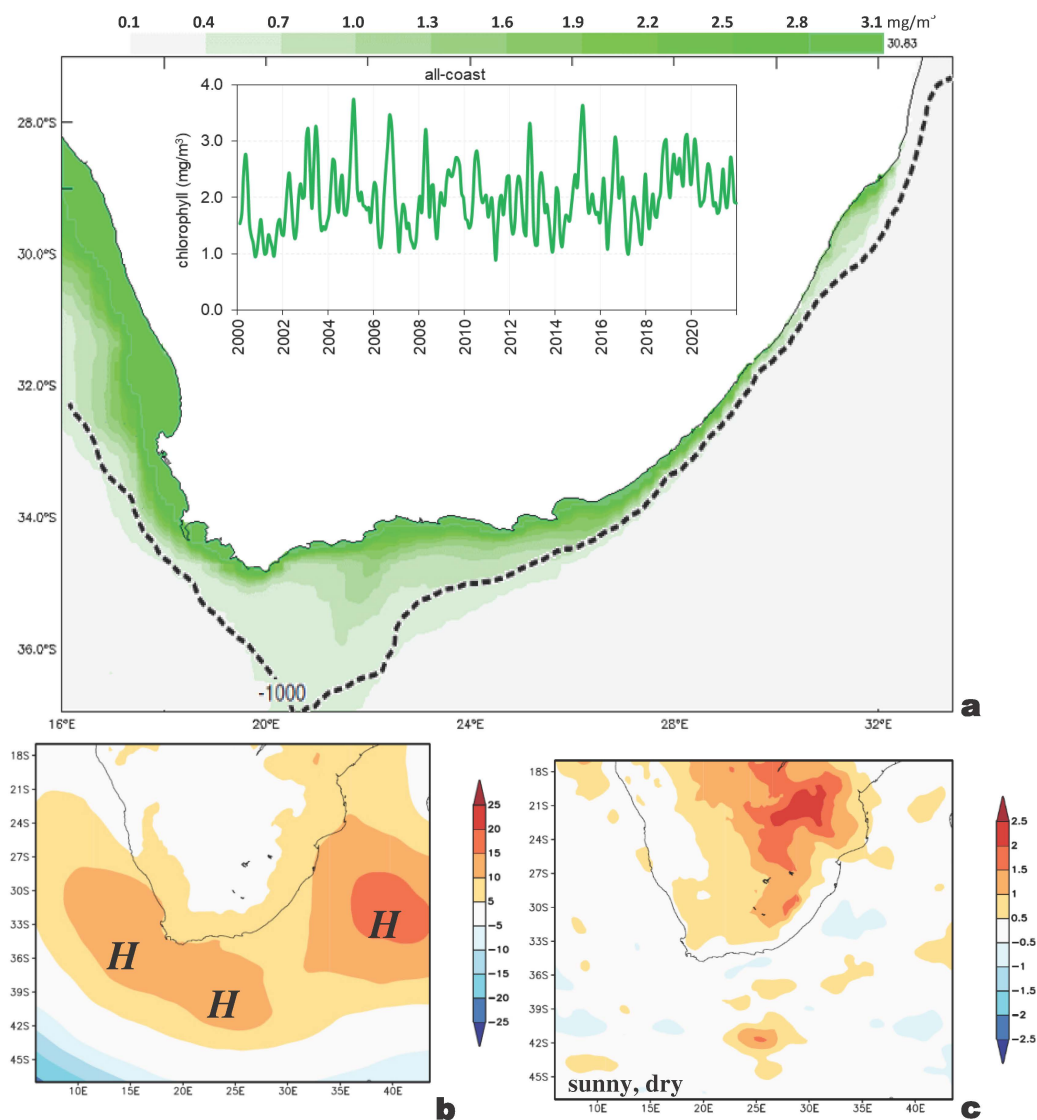 0.1 0.4 0.7 1.0 1.3 1.6 1.9 2.2 2.5 2.8 3.1 mg/m³
30.83
all-coast
4.0
3.0
2.0
1.0
0.0
chlorophyll (mg/m³)
2000 2002 2004 2006 2008 2010 2012 2014 2016 2018 2020
28.0°S
30.0°S
32.0°S
34.0°S
36.0°S
-1000
16°E 20°E 24°E 28°E 32°E
a
18S
21S
24S
27S
30S
33S
36S
39S
42S
45S
H
H
H
10E 15E 20E 25E 30E 35E 40E
25
20
15
10
5
−5
−10
−15
−20
−25
b
18S
21S
24S
27S
30S
33S
36S
39S
42S
45S
sunny, dry
10E 15E 20E 25E 30E 35E 40E
2.5
2
1.5
1
0.5
−0.5
−1
−1.5
−2
−2.5
c